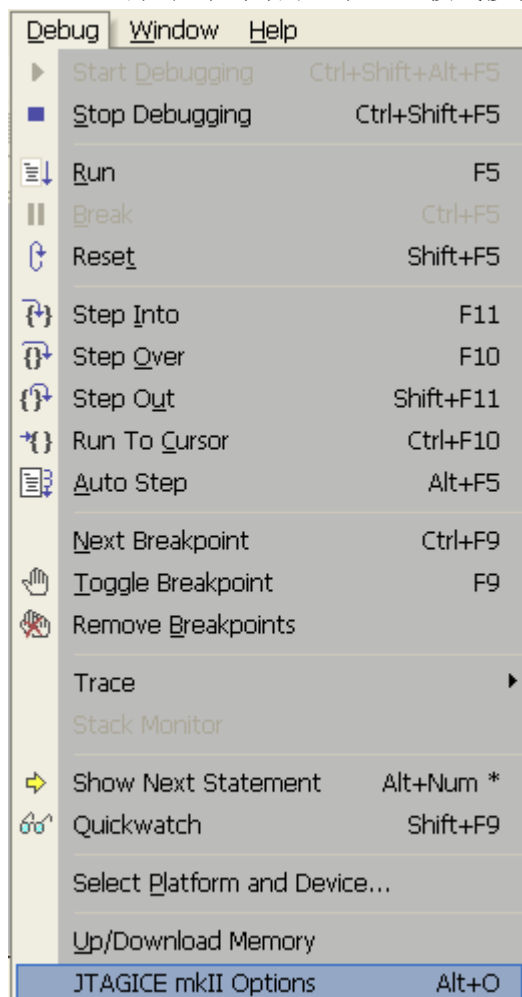 Debug Window Help
Start Debugging Ctrl+Shift+Alt+F5
Stop Debugging Ctrl+Shift+F5
Run F5
Break Ctrl+F5
Reset Shift+F5
Step Into F11
Step Over F10
Step Out Shift+F11
Run To Cursor Ctrl+F10
Auto Step Alt+F5
Next Breakpoint Ctrl+F9
Toggle Breakpoint F9
Remove Breakpoints
Trace
Stack Monitor
Show Next Statement Alt+Num *
Quickwatch Shift+F9
Select Platform and Device...
Up/Download Memory
JTAGICE mkII Options Alt+O